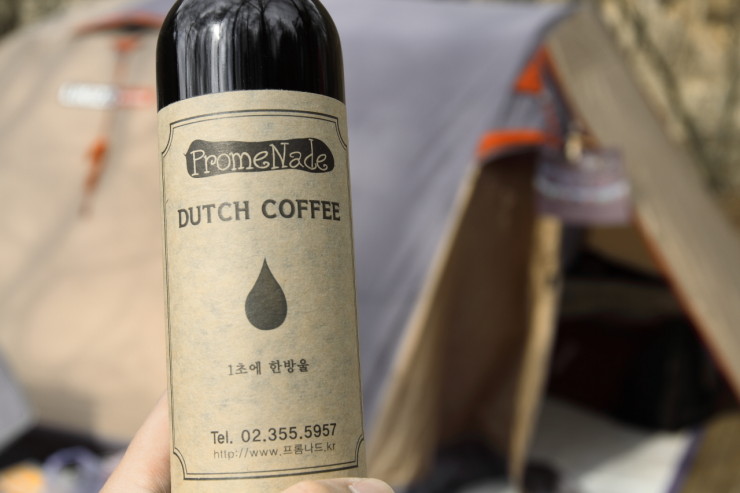 PromeNade
DUTCH COFFEE
1초에 한방울
Tel. 02.355.5957
http://www.프롬나드.kr